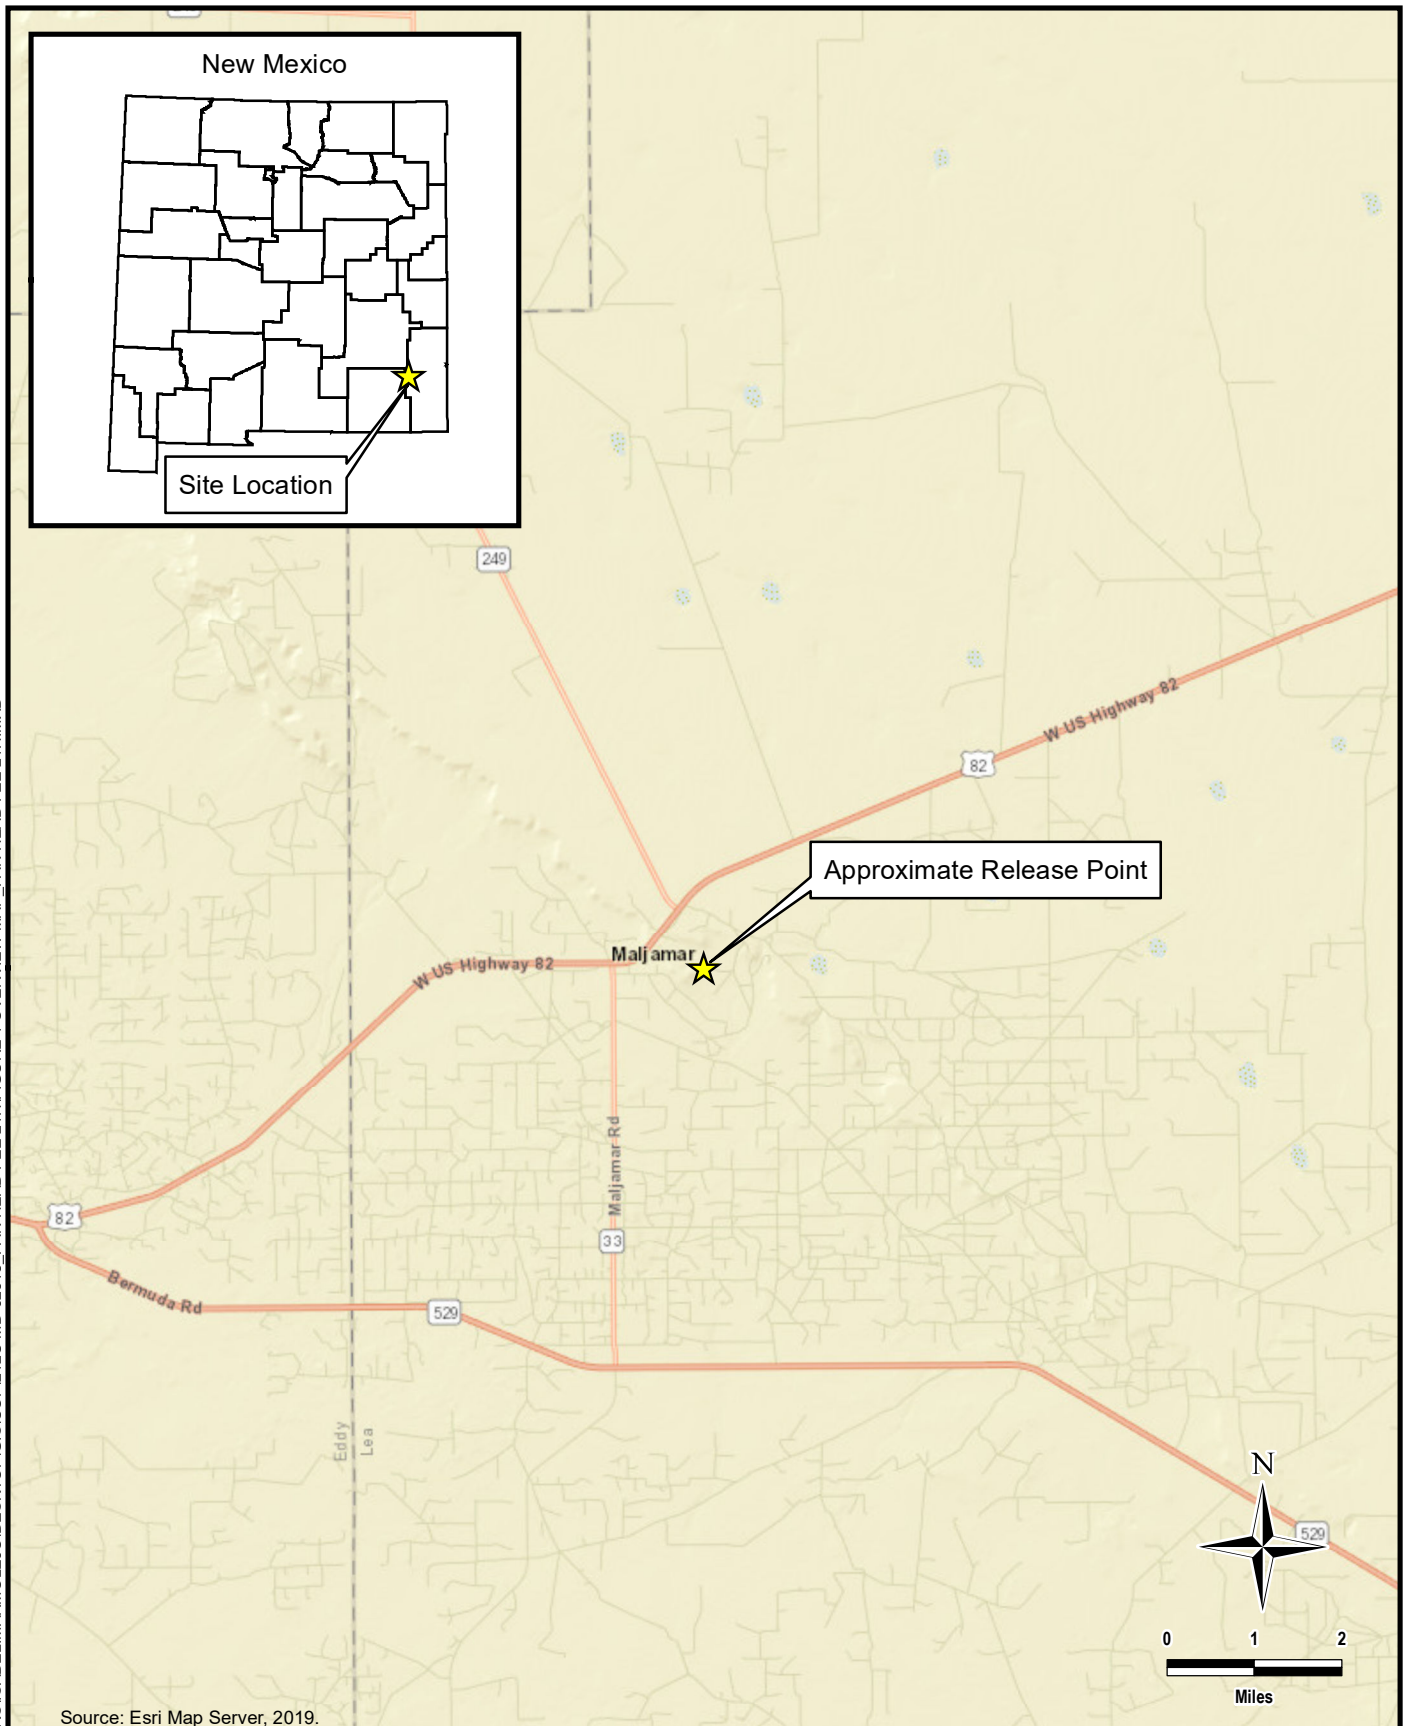 New Mexico
Site Location
249
W US Highway 82
82
Approximate Release Point
Maljamar
W US Highway 82
Maljamar Rd
82
33
Bermuda Rd
529
Eddy
Lea
N
529
0 1 2
Miles
Source: Esri Map Server, 2019.